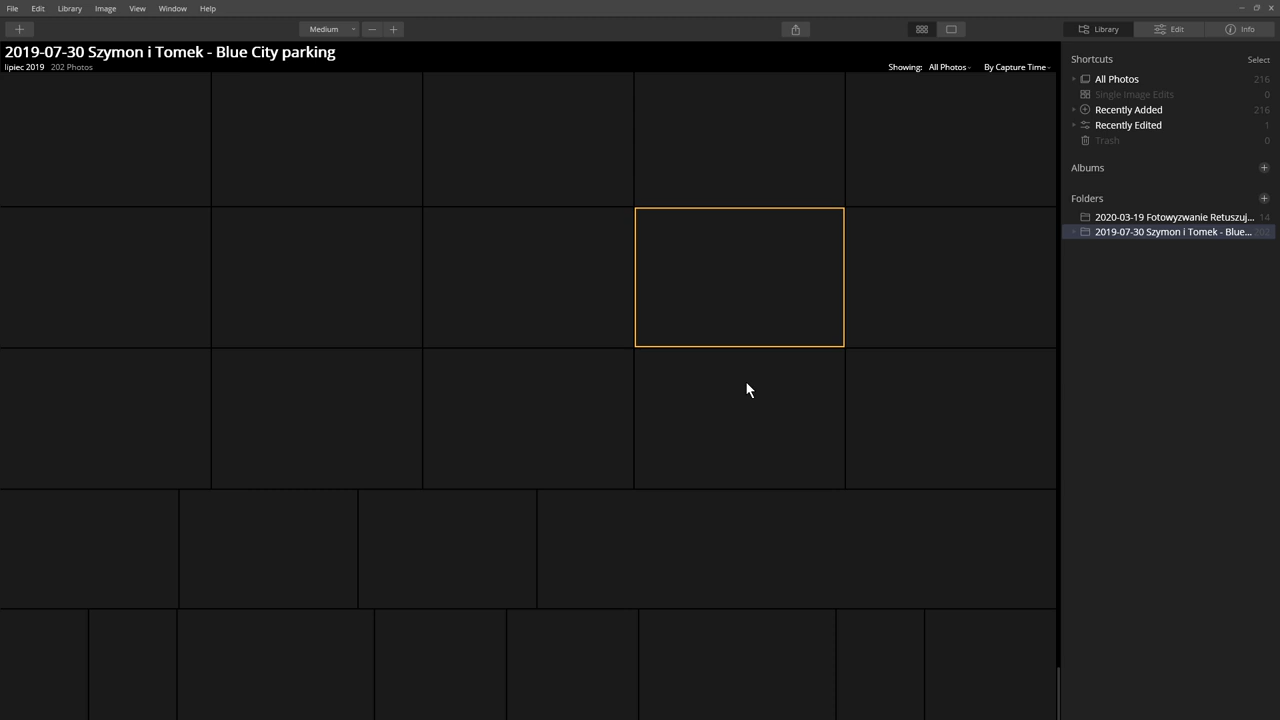 File Edit Library Image View Window Help
Medium Library Edit Info
2019-07-30 Szymon i Tomek - Blue City parking
lipiec 2019 202 Photos Showing: All Photos By Capture Time
Shortcuts Select
All Photos 216
Single Image Edits 0
Recently Added 216
Recently Edited 1
Trash 0
Albums
Folders
2020-03-19 Fotowyzwanie Retuszuj... 14
2019-07-30 Szymon i Tomek - Blue... 202